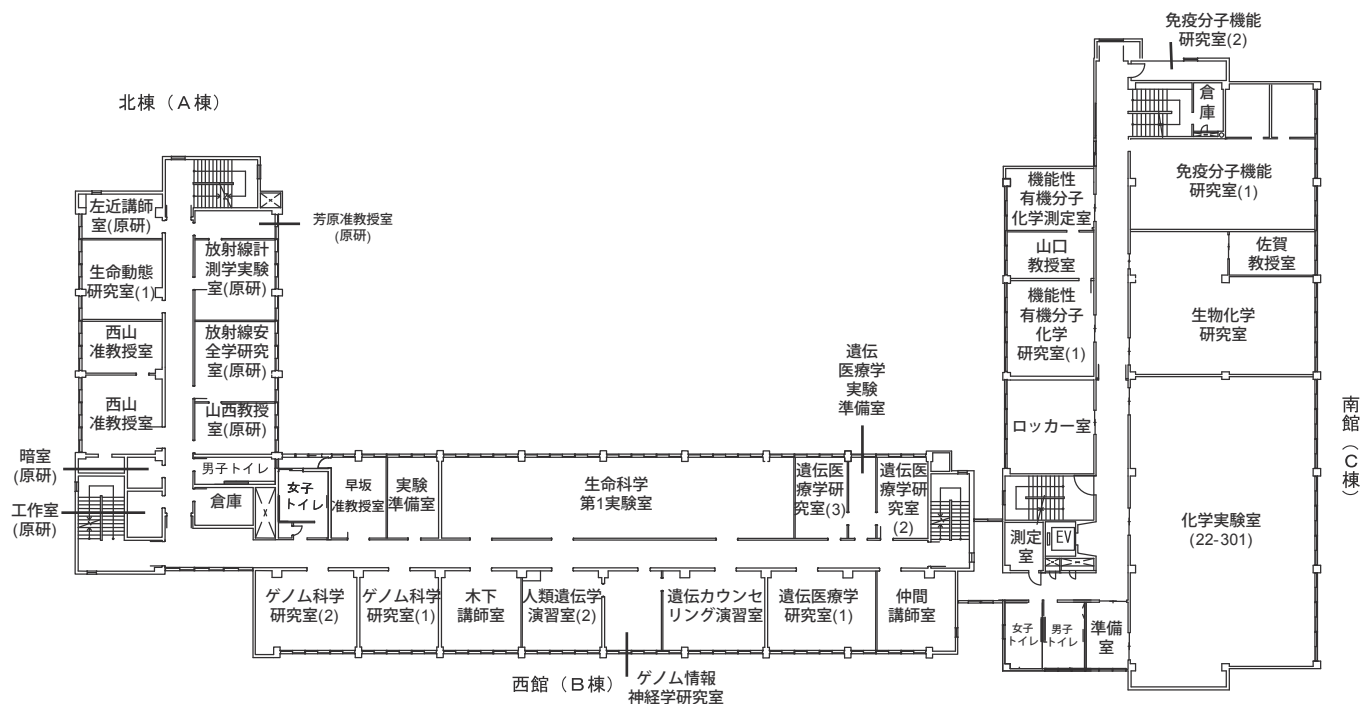 免疫分子機能
研究室(2)
北棟（A棟）
倉
庫
左近講師
室(原研)
芳原准教授室
(原研)
放射線計
測学実験
室(原研)
生命動態
研究室(1)
西山
准教授室
放射線安
全学研究
室(原研)
西山
准教授室
山西教授
室(原研)
暗室
(原研)
男子トイレ
工作室
(原研)
倉庫
女子
トイレ
早坂
准教授室
実験
準備室
生命科学
第1実験室
遺伝医
療学研
究室
(3)
遺伝
医療学
実験
準備室
遺伝医
療学研
究室
(2)
ゲノム科学
研究室(2)
ゲノム科学
研究室(1)
木下
講師室
人類遺伝学
演習室(2)
遺伝カウンセ
リング演習室
遺伝医療学
研究室(1)
仲間
講師室
西館（B棟）
ゲノム情報
神経学研究室
機能性
有機分子
化学測定室
免疫分子機能
研究室(1)
山口
教授室
佐賀
教授室
機能性
有機分子
化学
研究室(1)
生物化学
研究室
ロッカー室
南館（C棟）
化学実験室
(22-301)
測定
室
EV
女子
トイレ
男子
トイレ
準備
室